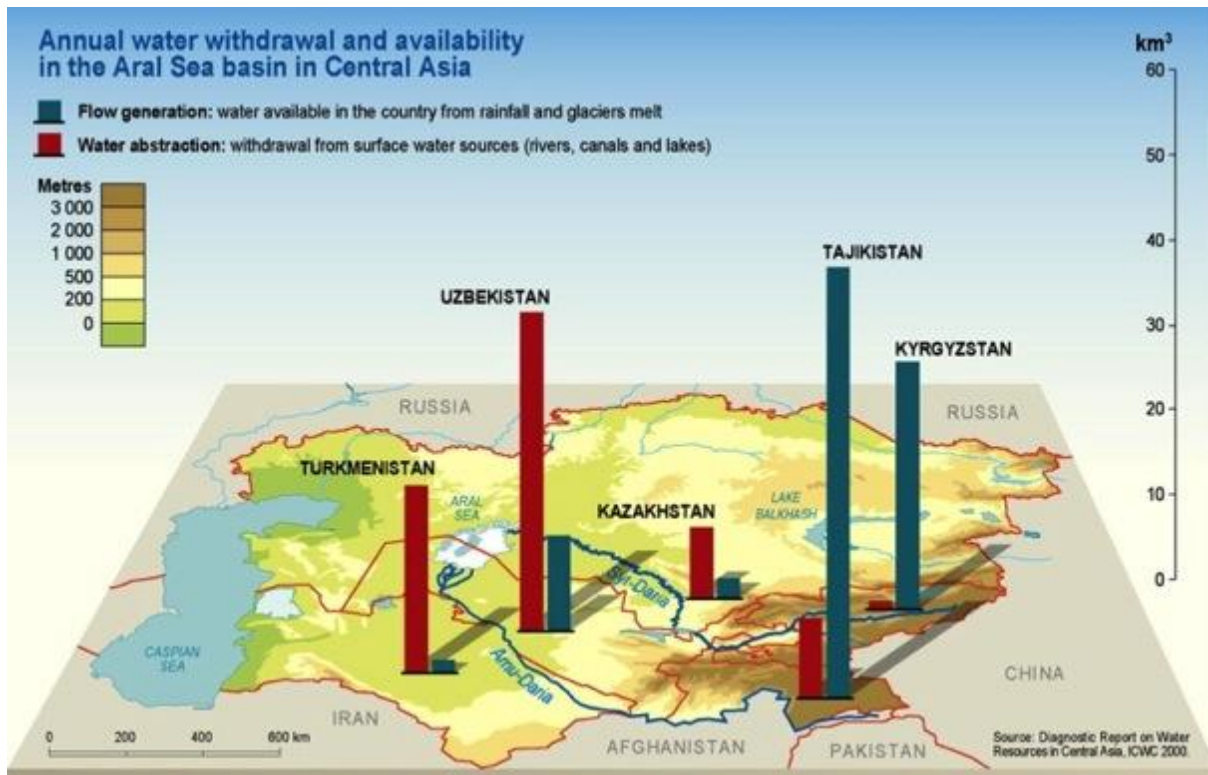 Annual water withdrawal and availability
in the Aral Sea basin in Central Asia
km³
60
50
40
30
20
10
0
Flow generation: water available in the country from rainfall and glaciers melt
Water abstraction: withdrawal from surface water sources (rivers, canals and lakes)
Metres
3 000
2 000
1 000
500
200
0
TAJIKISTAN
UZBEKISTAN
KYRGYZSTAN
RUSSIA
RUSSIA
TURKMENISTAN
ARAL
SEA
KAZAKHSTAN
LAKE
BALKHASH
Syr-Daria
CASPIAN
SEA
Amu-Daria
CHINA
IRAN
AFGHANISTAN
PAKISTAN
0 200 400 600 km
Source: Diagnostic Report on Water
Resources in Central Asia, ICWC 2000.